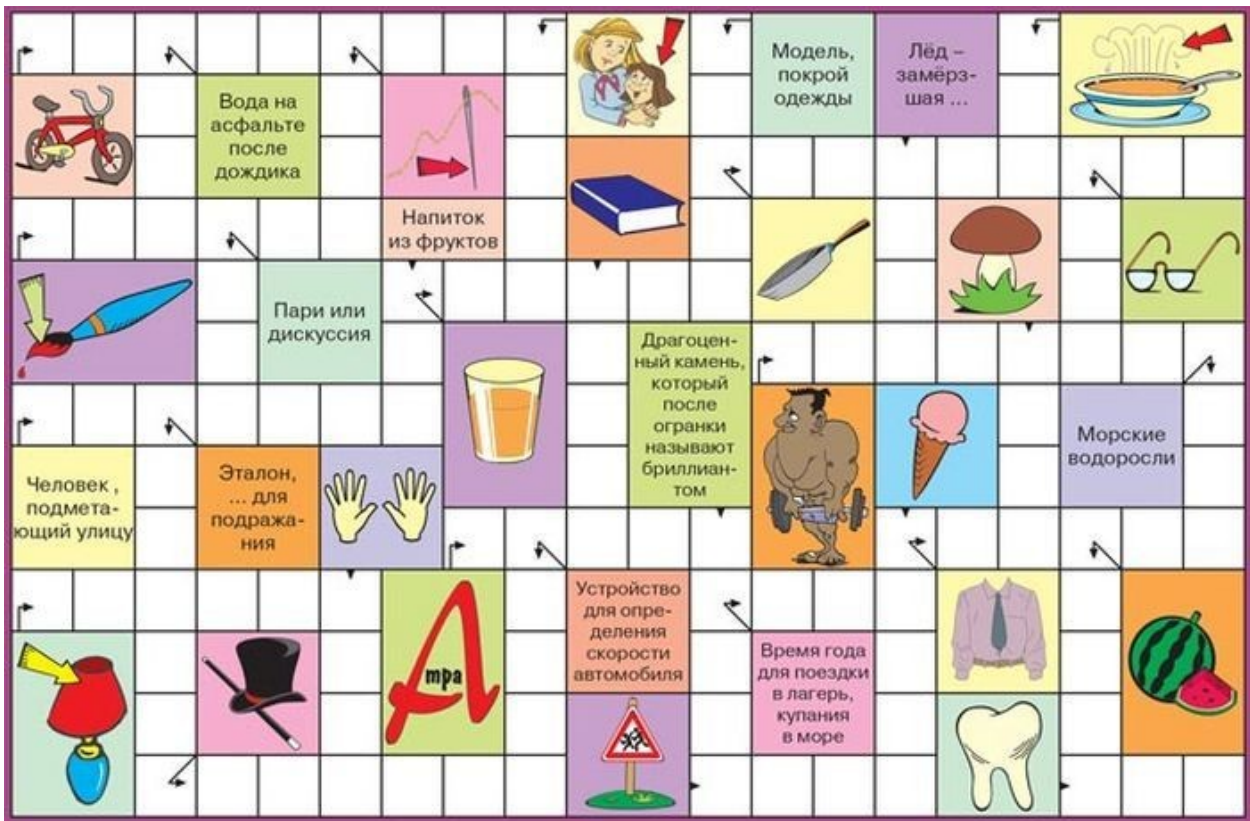 Модель,
покрой
одежды
Лёд –
замёрз-
шая ...
Вода на
асфальте
после
дождика
Напиток
из фруктов
Пари или
дискуссия
Драгоцен-
ный камень,
который
после
огранки
называют
бриллиан-
том
Морские
водоросли
Человек ,
подмета-
ющий улицу
Эталон,
... для
подража-
ния
Устройство
для опре-
деления
скорости
автомобиля
Время года
для поездки
в лагерь,
купания
в море
А
тра